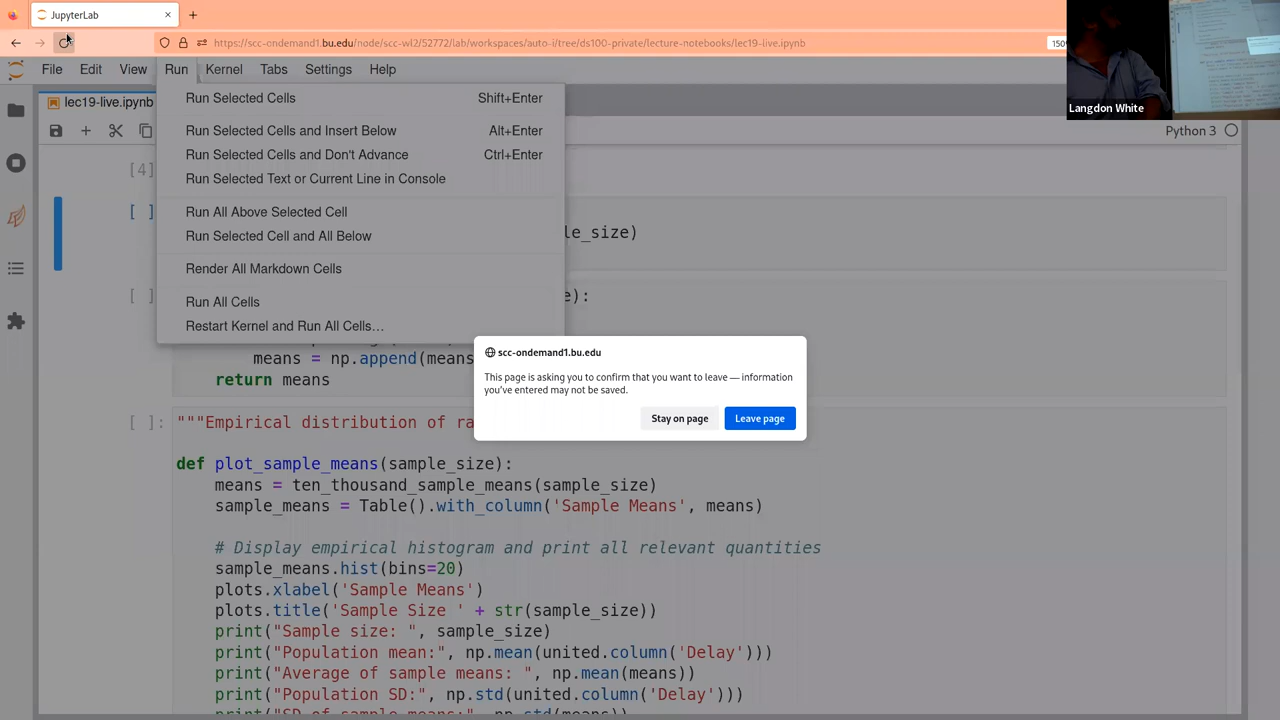 JupyterLab
https://scc-ondemand1.bu.edu/node/scc-wl2/52772/lab/workspaces/auto-i/tree/ds100-private/lecture-notebooks/lec19-live.ipynb
150%
Langdon White
File Edit View Run Kernel Tabs Settings Help
lec19-live.ipynb
Python 3
Run Selected Cells Shift+Enter
Run Selected Cells and Insert Below Alt+Enter
Run Selected Cells and Don't Advance Ctrl+Enter
Run Selected Text or Current Line in Console
Run All Above Selected Cell
Run Selected Cell and All Below
Render All Markdown Cells
Run All Cells
Restart Kernel and Run All Cells…
[4]
[ ]
le_size)
[ ]
e):
means = np.append(means
return means
scc-ondemand1.bu.edu
This page is asking you to confirm that you want to leave — information
you've entered may not be saved.
Stay on page Leave page
[ ]: """Empirical distribution of ra
def plot_sample_means(sample_size):
means = ten_thousand_sample_means(sample_size)
sample_means = Table().with_column('Sample Means', means)
# Display empirical histogram and print all relevant quantities
sample_means.hist(bins=20)
plots.xlabel('Sample Means')
plots.title('Sample Size ' + str(sample_size))
print("Sample size: ", sample_size)
print("Population mean:", np.mean(united.column('Delay')))
print("Average of sample means: ", np.mean(means))
print("Population SD:", np.std(united.column('Delay')))
print("SD of sample means:", np.std(means))